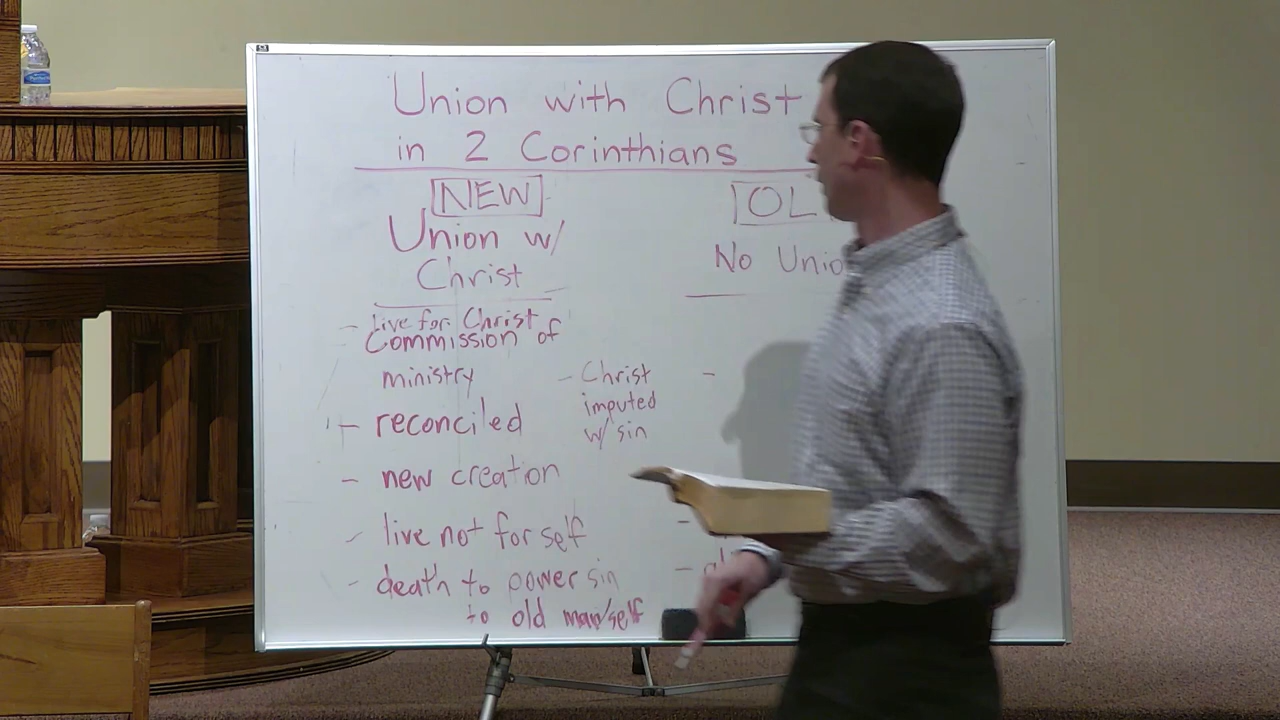 Union with Christ
in 2 Corinthians
NEW
Union w/
Christ
- live for Christ
Commission of
ministry
- Christ
imputed
w/ sin
- reconciled
- new creation
- live not for self
- death to power sin
to old man/self
OL
No Unio